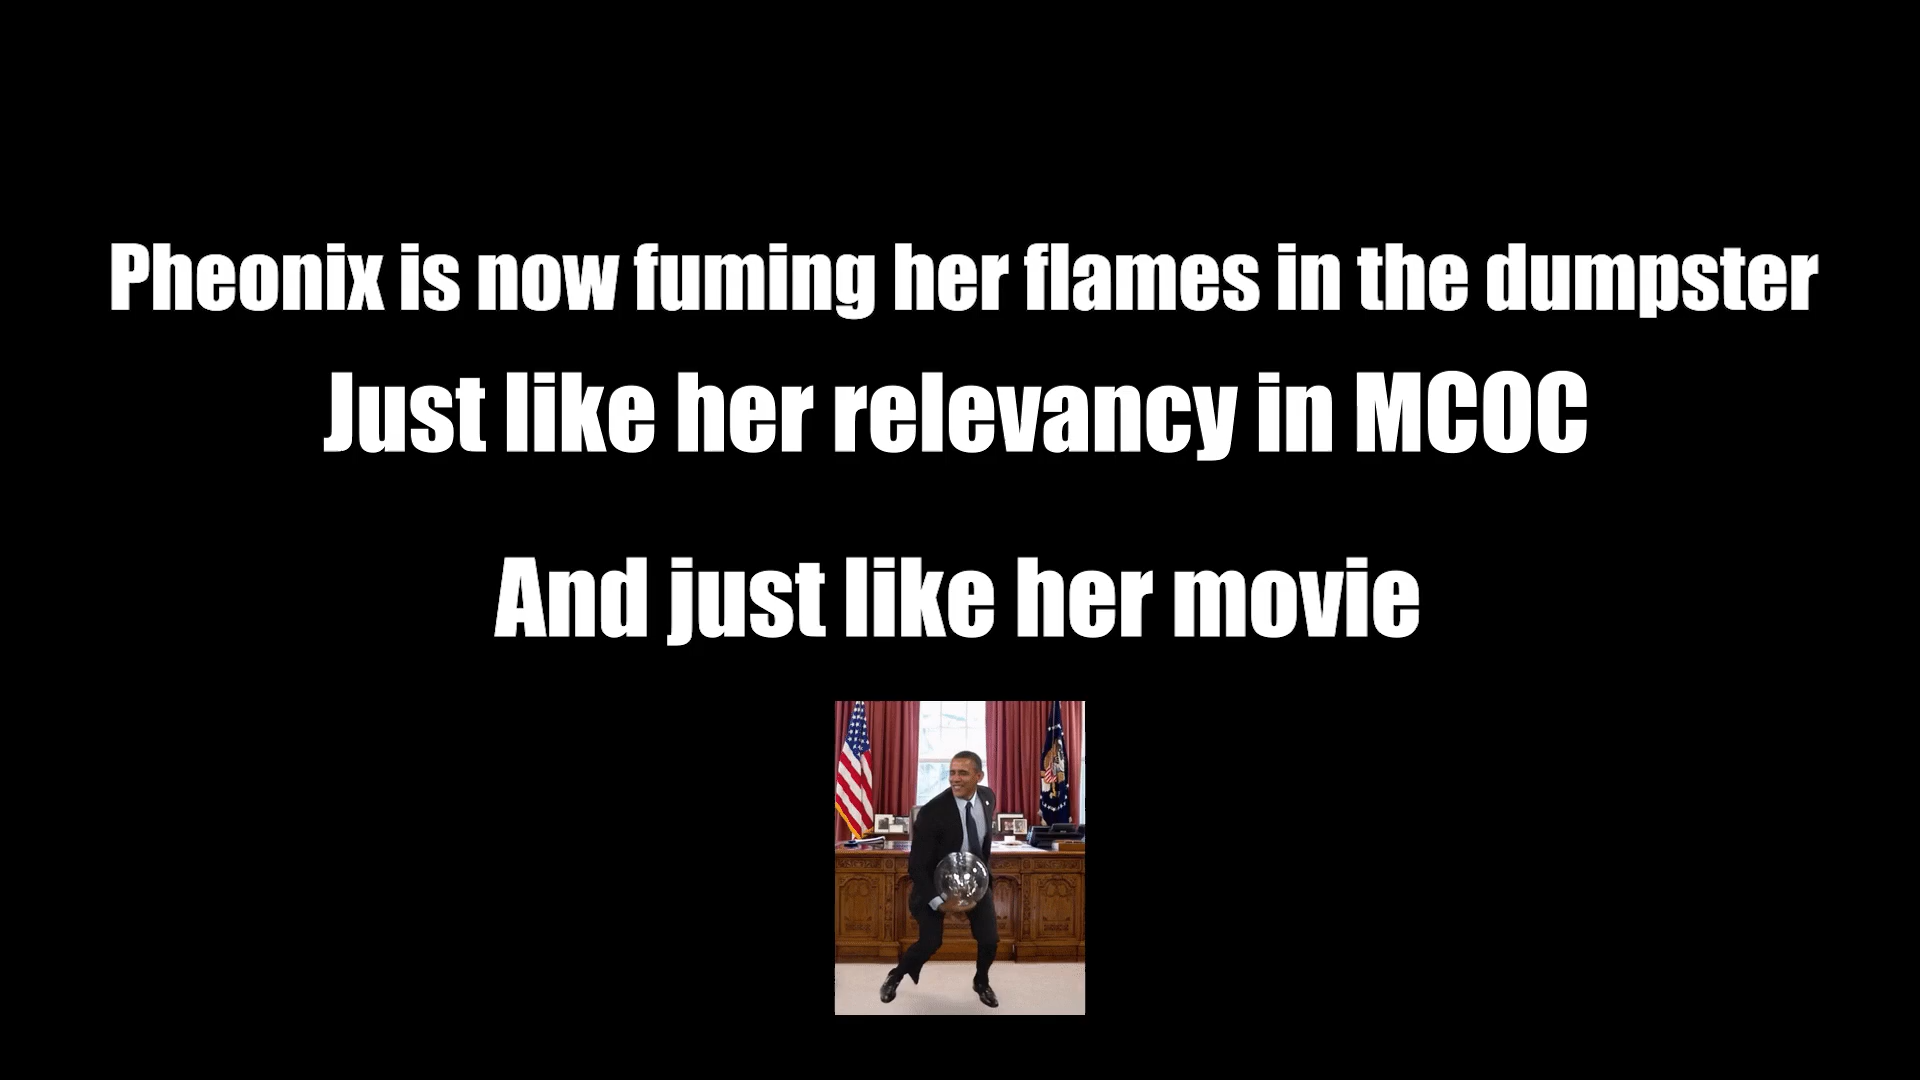 Pheonix is now fuming her flames in the dumpster
Just like her relevancy in MCOC
And just like her movie